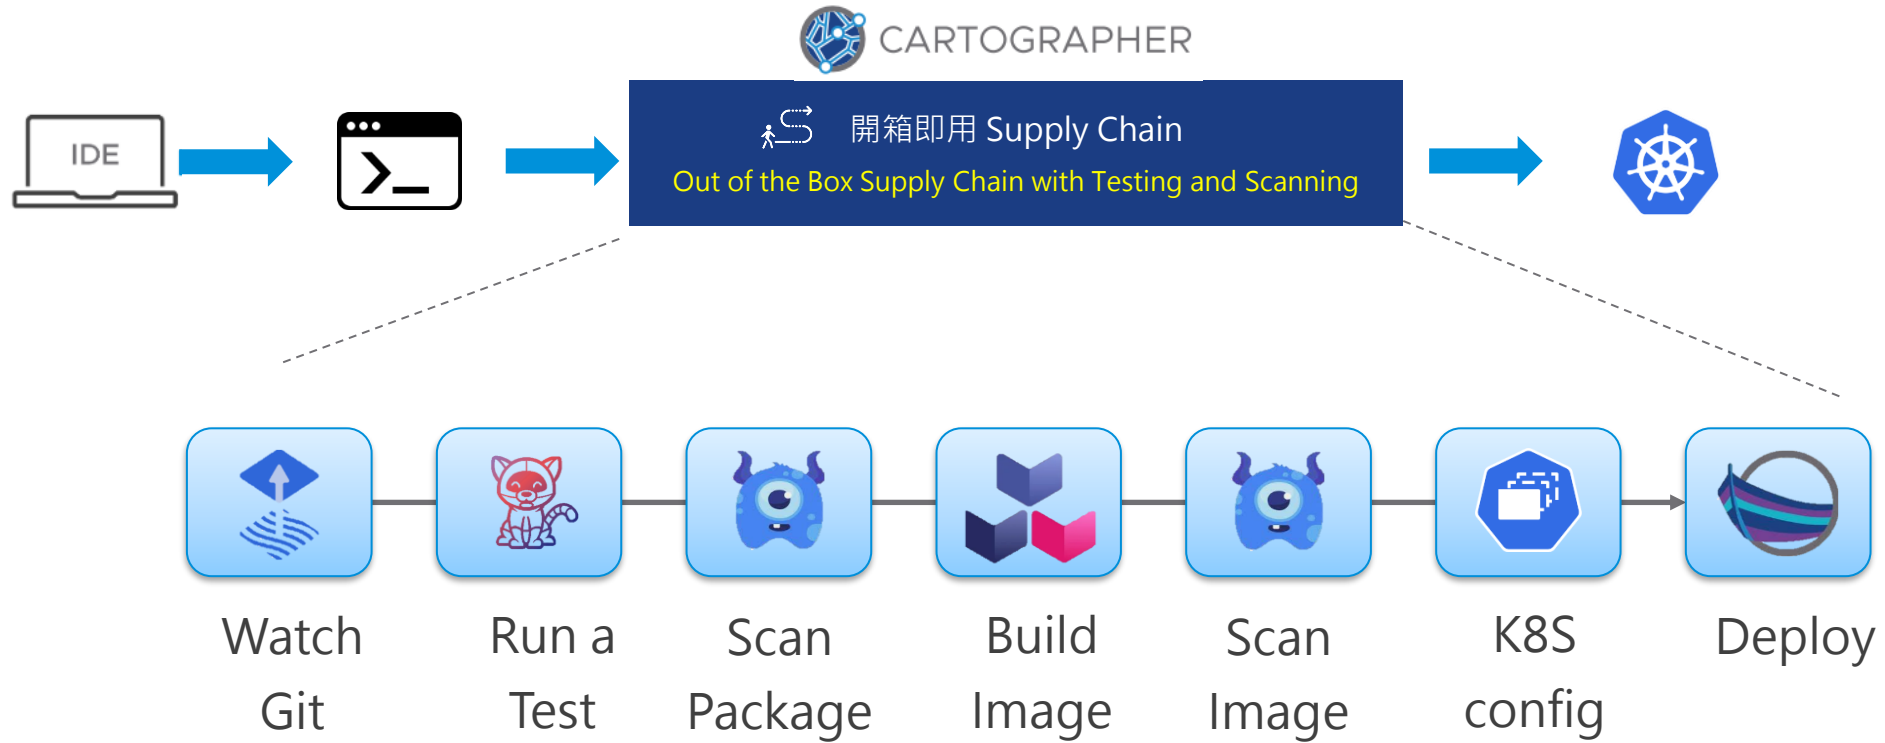 CARTOGRAPHER
IDE
開箱即用 Supply Chain
Out of the Box Supply Chain with Testing and Scanning
Watch
Git
Run a
Test
Scan
Package
Build
Image
Scan
Image
K8S
config
Deploy